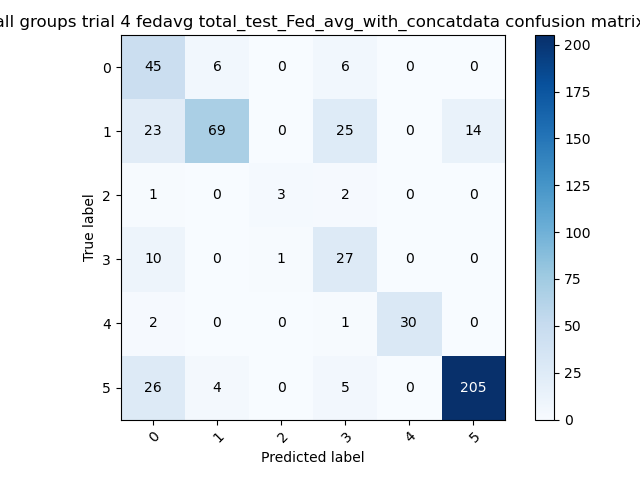 all groups trial 4 fedavg total_test_Fed_avg_with_concatdata confusion matrix
0 45 6 0 6 0 0
1 23 69 0 25 0 14
2 1 0 3 2 0 0
3 10 0 1 27 0 0
4 2 0 0 1 30 0
5 26 4 0 5 0 205
0 1 2 3 4 5
True label
Predicted label
200
175
150
125
100
75
50
25
0